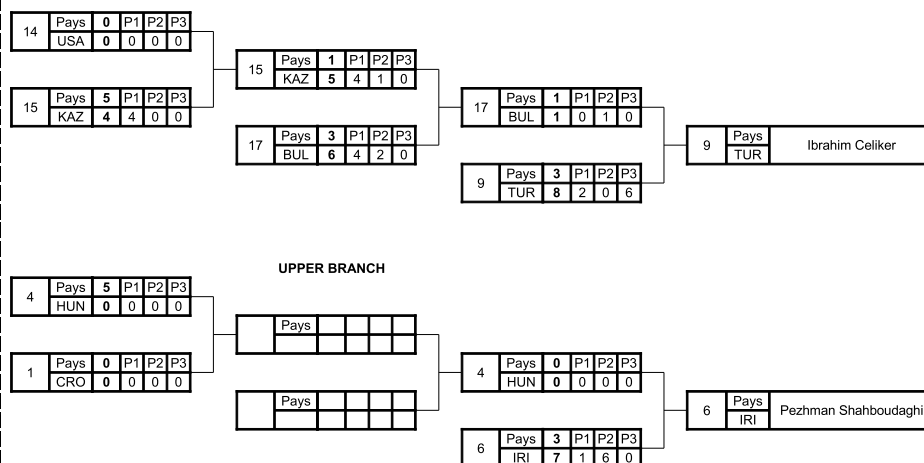 14 Pays 0 P1 P2 P3
USA 0 0 0 0
15 Pays 5 P1 P2 P3
KAZ 4 4 0 0
15 Pays 1 P1 P2 P3
KAZ 5 4 1 0
17 Pays 3 P1 P2 P3
BUL 6 4 2 0
17 Pays 1 P1 P2 P3
BUL 1 0 1 0
9 Pays 3 P1 P2 P3
TUR 8 2 0 6
9 Pays Ibrahim Celiker
TUR
UPPER BRANCH
4 Pays 5 P1 P2 P3
HUN 0 0 0 0
1 Pays 0 P1 P2 P3
CRO 0 0 0 0
Pays
Pays
4 Pays 0 P1 P2 P3
HUN 0 0 0 0
6 Pays 3 P1 P2 P3
IRI 7 1 6 0
6 Pays Pezhman Shahboudaghi
IRI